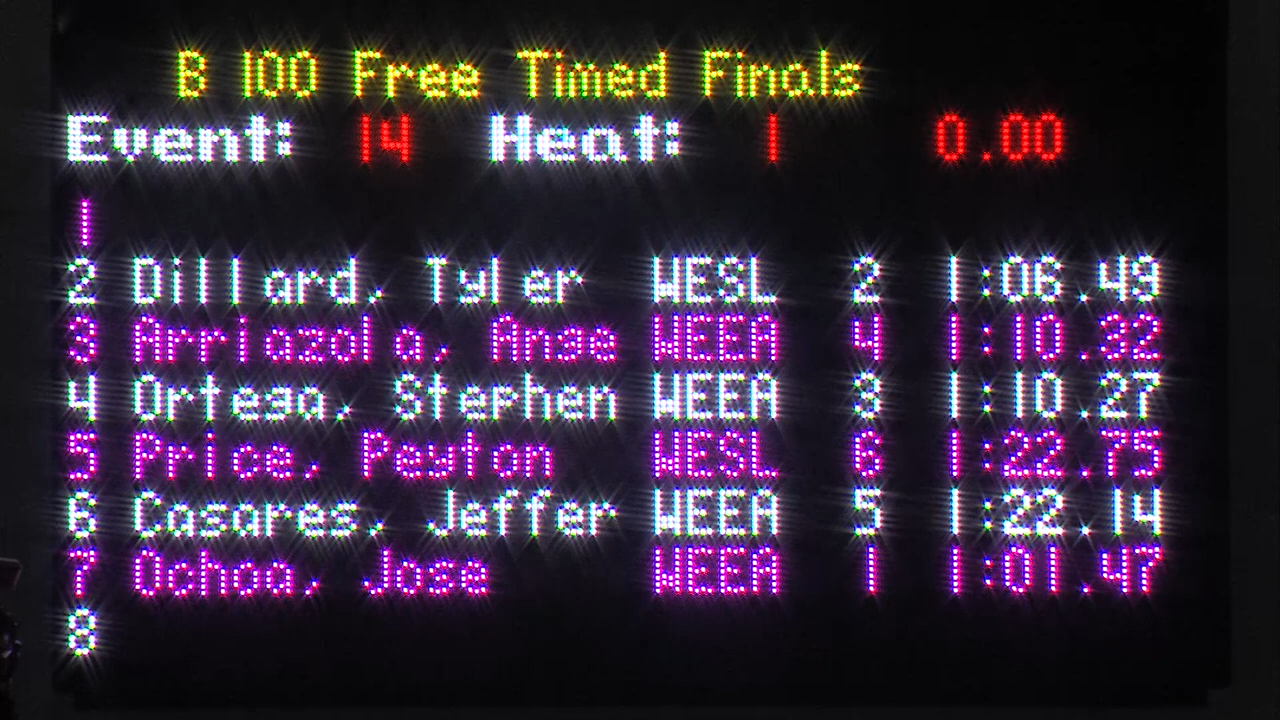 B 100 Free Timed Finals
Event: 14 Heat: 1 0.00
1
2 Dillard, Tyler WESL 2 1:06.49
3 Arriazola, Ange WEEA 4 1:10.32
4 Ortega, Stephen WEEA 3 1:10.27
5 Price, Peyton WESL 6 1:22.75
6 Casares, Jeffer WEEA 5 1:22.14
7 Ochoa, Jose WEEA 1 1:01.47
8